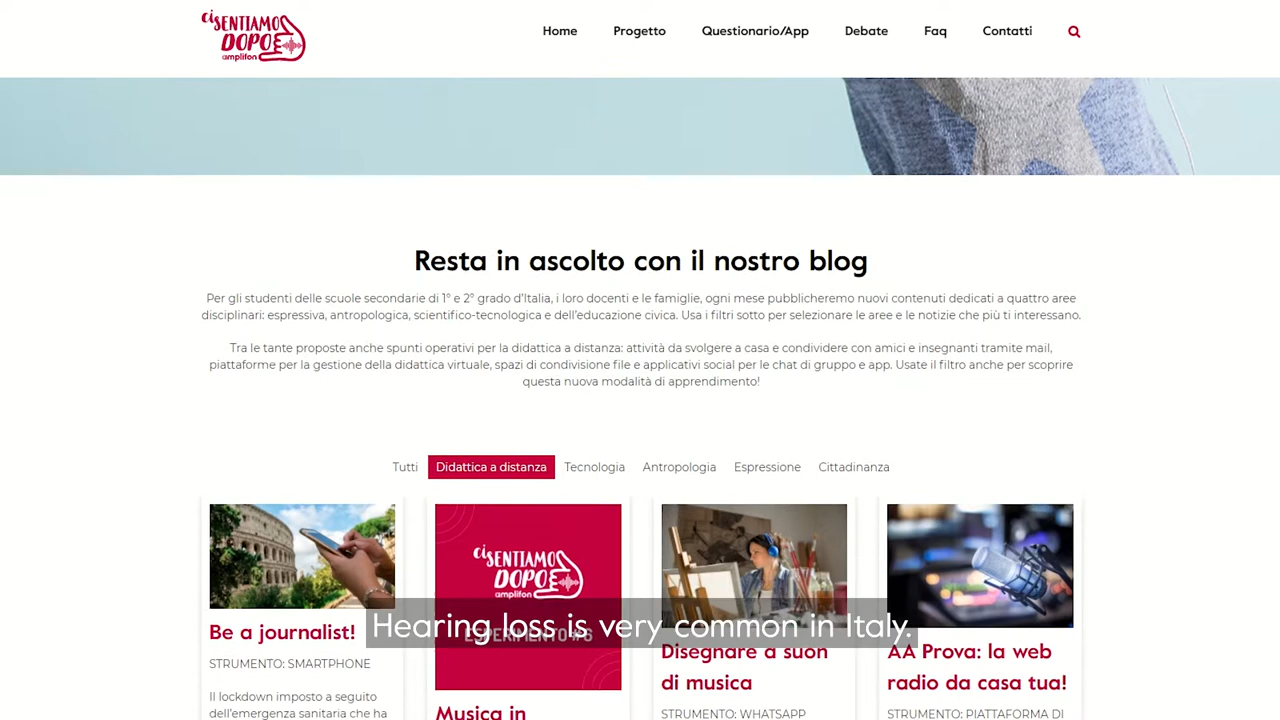 ci SENTIAMO
DOPO
amplifon
Home
Progetto
Questionario/App
Debate
Faq
Contatti
Resta in ascolto con il nostro blog
Per gli studenti delle scuole secondarie di 1° e 2° grado d'Italia, i loro docenti e le famiglie, ogni mese pubblicheremo nuovi contenuti dedicati a quattro aree
disciplinari: espressiva, antropologica, scientifico-tecnologica e dell'educazione civica. Usa i filtri sotto per selezionare le aree e le notizie che più ti interessano.
Tra le tante proposte anche spunti operativi per la didattica a distanza: attività da svolgere a casa e condividere con amici e insegnanti tramite mail,
piattaforme per la gestione della didattica virtuale, spazi di condivisione file e applicativi social per le chat di gruppo e app. Usate il filtro anche per scoprire
questa nuova modalità di apprendimento!
Tutti
Didattica a distanza
Tecnologia
Antropologia
Espressione
Cittadinanza
Be a journalist!
STRUMENTO: SMARTPHONE
Il lockdown imposto a seguito
dell'emergenza sanitaria che ha
ci SENTIAMO
DOPO
amplifon
ESPERIMENTO #6
Musica in
Disegnare a suon
di musica
STRUMENTO: WHATSAPP
AA Prova: la web
radio da casa tua!
STRUMENTO: PIATTAFORMA DI
Hearing loss is very common in Italy.